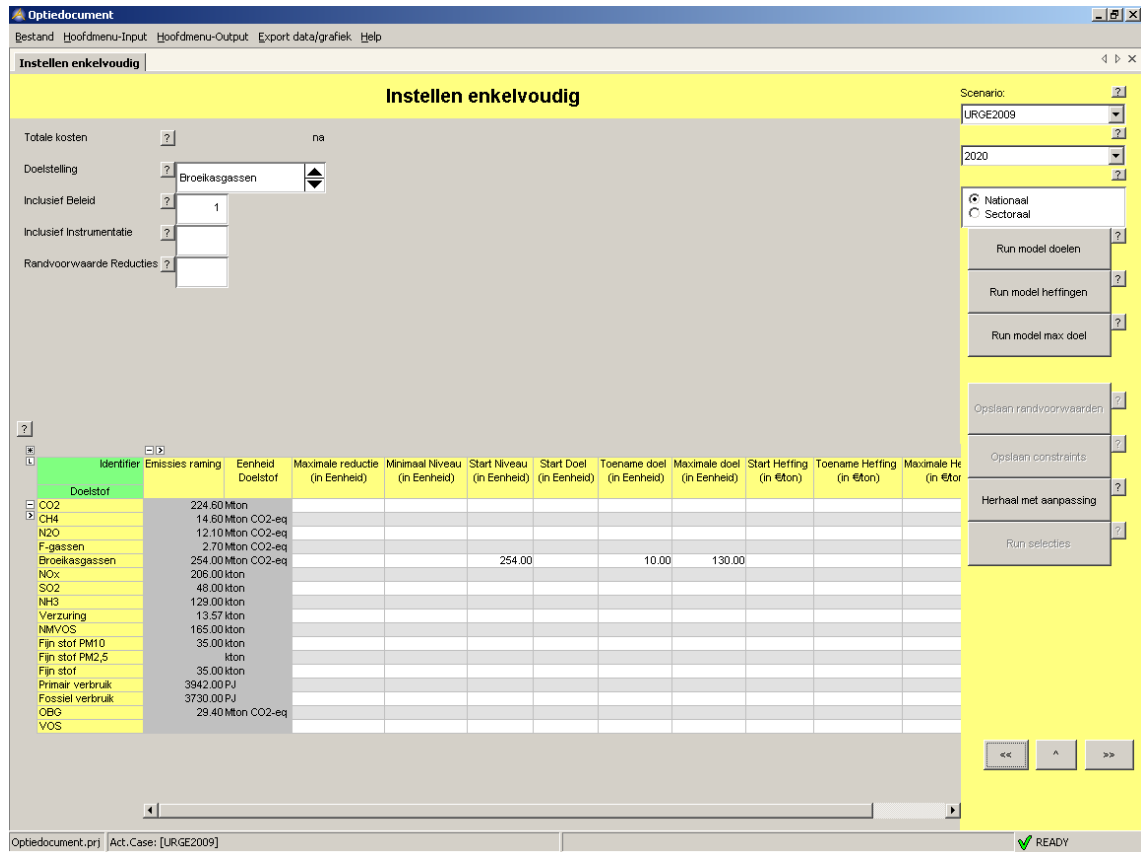 Optiedocument
Bestand Hoofdmenu-Input Hoofdmenu-Output Export data/grafiek Help
Instellen enkelvoudig
Instellen enkelvoudig
Scenario: ?
URGE2009
?
2020
?
Nationaal
Sectoraal
Totale kosten ? na
Doelstelling ? Broeikasgassen
Inclusief Beleid ? 1
Inclusief Instrumentatie ?
Randvoorwaarde Reducties ?
Run model doelen ?
Run model heffingen ?
Run model max doel ?
Opslaan randvoorwaarden ?
Opslaan constraints ?
Herhaal met aanpassing ?
Run selecties ?
?
Identifier Emissies raming Eenheid Maximale reductie Minimaal Niveau Start Niveau Start Doel Toename doel Maximale doel Start Heffing Toename Heffing Maximale He
Doelstof (in Eenheid) (in Eenheid) (in Eenheid) (in Eenheid) (in Eenheid) (in Eenheid) (in €/ton) (in €/ton) (in €/ton
Doelstof
CO2 224.60 Mton
CH4 14.60 Mton CO2-eq
N2O 12.10 Mton CO2-eq
F-gassen 2.70 Mton CO2-eq
Broeikasgassen 254.00 Mton CO2-eq 254.00 10.00 130.00
NOx 206.00 kton
SO2 48.00 kton
NH3 129.00 kton
Verzuring 13.57 kton
NMVOS 165.00 kton
Fijn stof PM10 35.00 kton
Fijn stof PM2,5 kton
Fijn stof 35.00 kton
Primair verbruik 3942.00 PJ
Fossiel verbruik 3730.00 PJ
OBG 29.40 Mton CO2-eq
VOS
<< ^ >>
Optiedocument.prj Act.Case: [URGE2009] READY